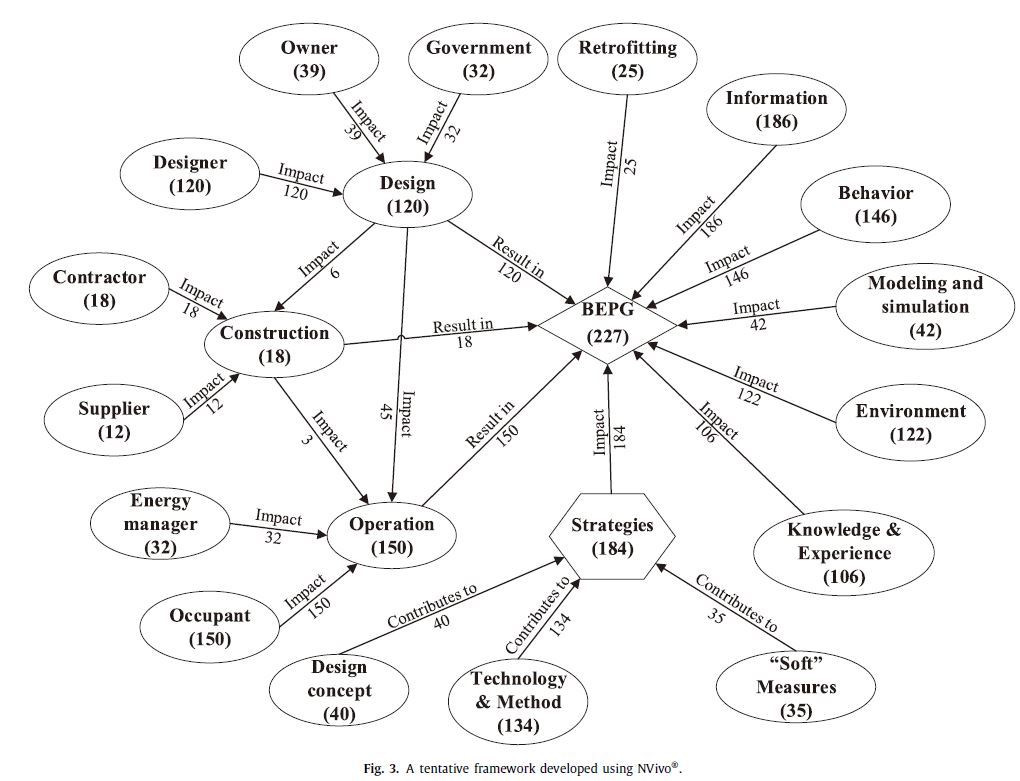 Owner
(39)
Government
(32)
Retrofitting
(25)
Information
(186)
Impact
39
Impact
32
Designer
(120)
Impact
120
Design
(120)
Impact
25
Impact
186
Behavior
(146)
Impact
146
Contractor
(18)
Impact
18
Impact
6
Result in
120
Modeling and
simulation
(42)
Impact
42
BEPG
(227)
Construction
(18)
Result in
18
Supplier
(12)
Impact
12
Impact
3
Impact
45
Result in
150
Impact
184
Impact
106
Impact
122
Environment
(122)
Energy
manager
(32)
Impact
32
Operation
(150)
Strategies
(184)
Knowledge &
Experience
(106)
Occupant
(150)
Impact
150
Contributes to
40
Contributes to
134
Contributes to
35
Design
concept
(40)
Technology
& Method
(134)
“Soft”
Measures
(35)
Fig. 3. A tentative framework developed using NVivo®.